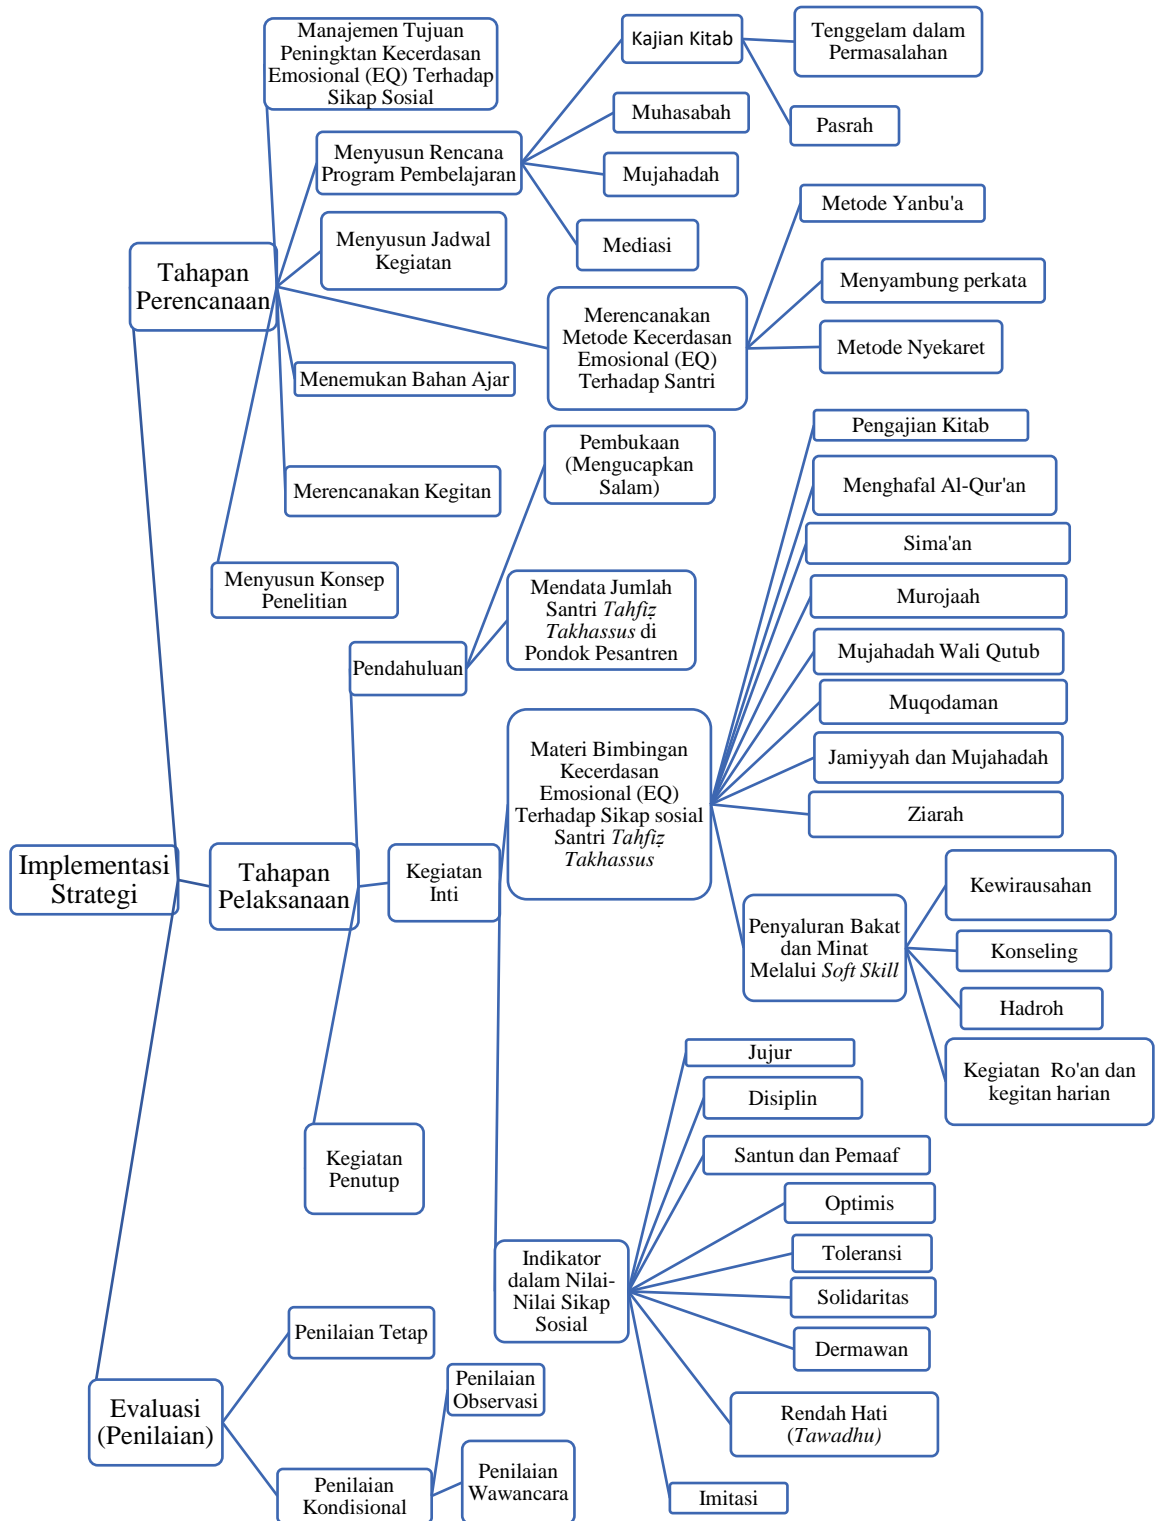 Manajemen Tujuan
Peningktan Kecerdasan
Emosional (EQ) Terhadap
Sikap Sosial
Kajian Kitab
Tenggelam dalam
Permasalahan
Pasrah
Muhasabah
Menyusun Rencana
Program Pembelajaran
Mujahadah
Mediasi
Menyusun Jadwal
Kegiatan
Tahapan
Perencanaan
Merencanakan
Metode Kecerdasan
Emosional (EQ)
Terhadap Santri
Metode Yanbu'a
Menyambung perkata
Metode Nyekaret
Menemukan Bahan Ajar
Merencanakan Kegitan
Menyusun Konsep
Penelitian
Pembukaan
(Mengucapkan
Salam)
Mendata Jumlah
Santri Tahfiẓ
Takhassus di
Pondok Pesantren
Pendahuluan
Pengajian Kitab
Menghafal Al-Qur'an
Sima'an
Murojaah
Mujahadah Wali Qutub
Muqodaman
Jamiyyah dan Mujahadah
Ziarah
Materi Bimbingan
Kecerdasan
Emosional (EQ)
Terhadap Sikap sosial
Santri Tahfiẓ
Takhassus
Implementasi
Strategi
Tahapan
Pelaksanaan
Kegiatan
Inti
Penyaluran Bakat
dan Minat
Melalui Soft Skill
Kewirausahan
Konseling
Hadroh
Kegiatan  Ro'an dan
kegitan harian
Kegiatan
Penutup
Jujur
Disiplin
Santun dan Pemaaf
Optimis
Toleransi
Solidaritas
Dermawan
Rendah Hati
(Tawadhu)
Imitasi
Indikator
dalam Nilai-
Nilai Sikap
Sosial
Evaluasi
(Penilaian)
Penilaian Tetap
Penilaian
Kondisional
Penilaian
Observasi
Penilaian
Wawancara